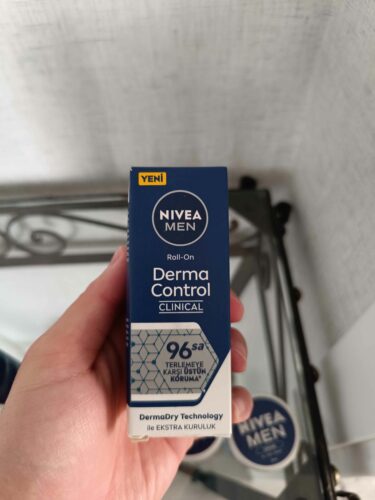 YENİ
NIVEA
MEN
Roll-On
Derma
Control
CLINICAL
96sa
TERLEMEYE
KARŞI ÜSTÜN
KORUMA*
DermaDry Technology
ile EKSTRA KURULUK
NIVEA
MEN